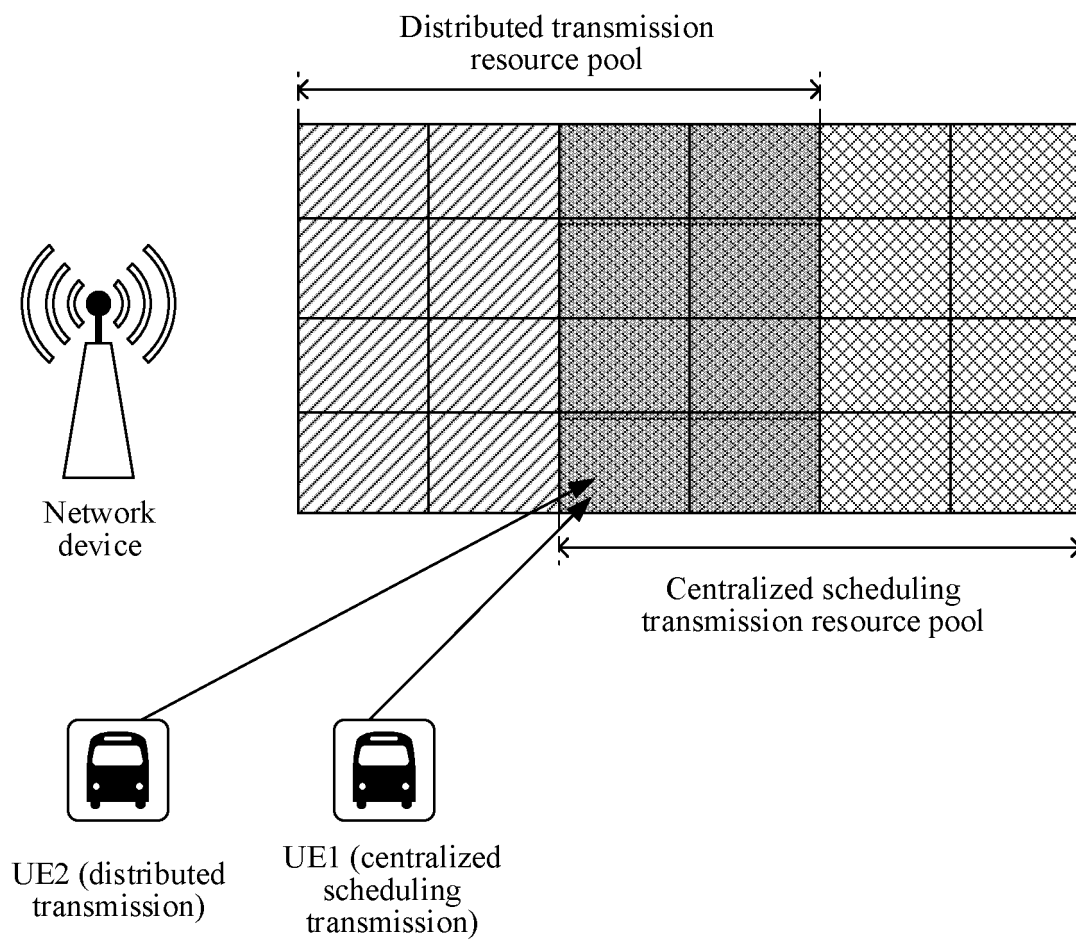 Distributed transmission
resource pool
Network
device
Centralized scheduling
transmission resource pool
UE2 (distributed
transmission)
UE1 (centralized
scheduling
transmission)